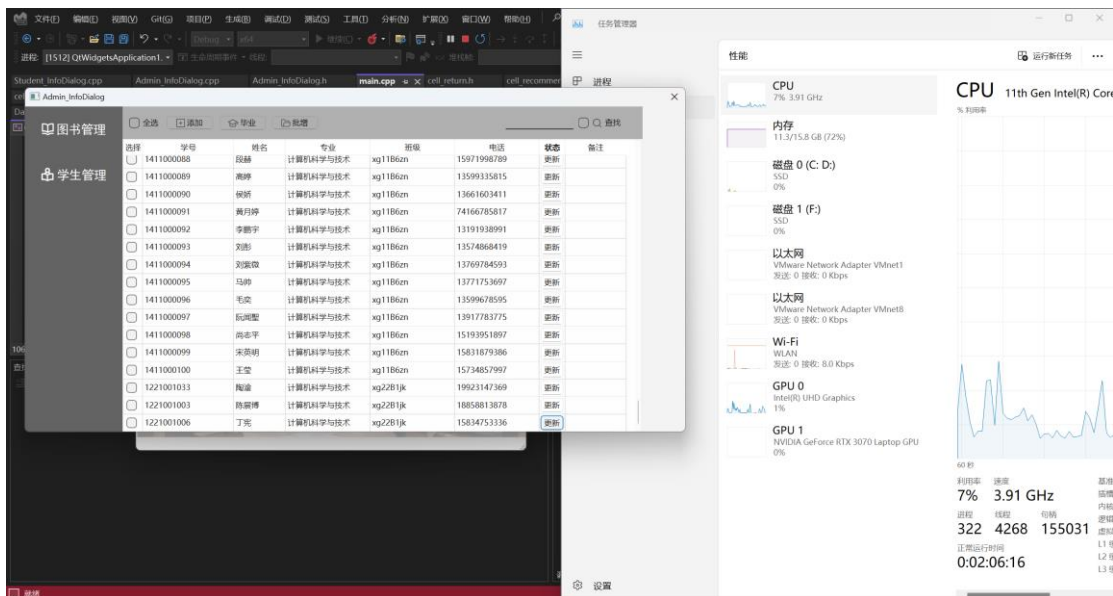 文件(F) 编辑(E) 视图(V) Git(G) 项目(P) 生成(B) 调试(D) 测试(S) 工具(T) 分析(N) 扩展(X) 窗口(W) 帮助(H)
Debug x64 继续(C)
进程: [1512] QtWidgetsApplication1. 生命周期事件 线程:
Student_InfoDialog.cpp Admin_InfoDialog.cpp Admin_InfoDialog.h main.cpp cell_return.h cell_recommer
Admin_InfoDialog
图书管理
学生管理
全选 添加 毕业 批增 查找
选择 学号 姓名 专业 班级 电话 状态 备注
1411000088 段赫 计算机科学与技术 xg11B6zn 15971998789 更新
1411000089 高婷 计算机科学与技术 xg11B6zn 13599335815 更新
1411000090 侯娇 计算机科学与技术 xg11B6zn 13661603411 更新
1411000091 黄月婷 计算机科学与技术 xg11B6zn 74166785817 更新
1411000092 李鹏宇 计算机科学与技术 xg11B6zn 13191938991 更新
1411000093 刘彤 计算机科学与技术 xg11B6zn 13574868419 更新
1411000094 刘紫薇 计算机科学与技术 xg11B6zn 13769784593 更新
1411000095 马帅 计算机科学与技术 xg11B6zn 13771753697 更新
1411000096 毛奕 计算机科学与技术 xg11B6zn 13599678595 更新
1411000097 计算机科学与技术 xg11B6zn 13917783775 更新
1411000098 尚志平 计算机科学与技术 xg11B6zn 15193951897 更新
1411000099 宋英明 计算机科学与技术 xg11B6zn 15831879386 更新
1411000100 王莹 计算机科学与技术 xg11B6zn 15734857997 更新
1221001033 陶渝 计算机科学与技术 xg22B1jk 19923147369 更新
1221001003 陈宸博 计算机科学与技术 xg22B1jk 18858813878 更新
1221001006 丁宪 计算机科学与技术 xg22B1jk 15834753336 更新
就绪
任务管理器
进程
设置
性能 运行新任务
CPU
7% 3.91 GHz
内存
11.3/15.8 GB (72%)
磁盘 0 (C: D:)
SSD
0%
磁盘 1 (F:)
SSD
0%
以太网
VMware Network Adapter VMnet1
发送: 0 接收: 0 Kbps
以太网
VMware Network Adapter VMnet8
发送: 0 接收: 0 Kbps
Wi-Fi
WLAN
发送: 0 接收: 8.0 Kbps
GPU 0
Intel(R) UHD Graphics
1%
GPU 1
NVIDIA GeForce RTX 3070 Laptop GPU
0%
CPU 11th Gen Intel(R) Core
% 利用率
60 秒
利用率 速度
7% 3.91 GHz
进程 线程 句柄
322 4268 155031
正常运行时间
0:02:06:16